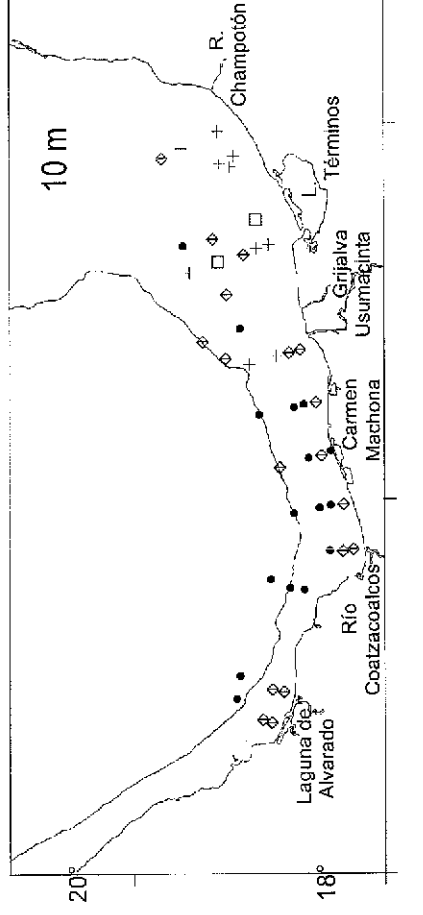 10 m
R.
Champotón
L.
Términos
Grijalva
Usumacinta
Carmen
Machona
Río
Coatzacoalcos
Laguna de
Alvarado
20°
18°